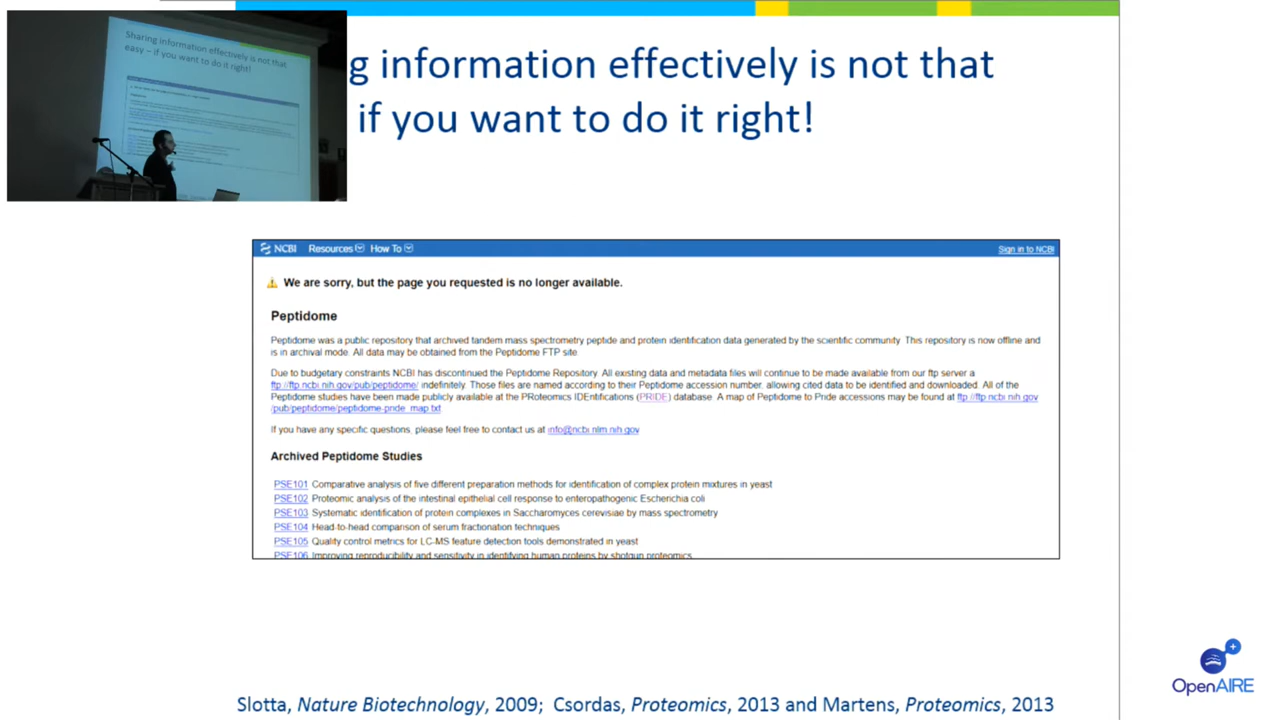 Sharing information effectively is not that
easy – if you want to do it right!
g information effectively is not that
if you want to do it right!
NCBI Resources How To Sign in to NCBI
We are sorry, but the page you requested is no longer available.
Peptidome
Peptidome was a public repository that archived tandem mass spectrometry peptide and protein identification data generated by the scientific community. This repository is now offline and
is in archival mode. All data may be obtained from the Peptidome FTP site.
Due to budgetary constraints NCBI has discontinued the Peptidome Repository. All existing data and metadata files will continue to be made available from our ftp server a
ftp://ftp.ncbi.nih.gov/pub/peptidome/ indefinitely. Those files are named according to their Peptidome accession number, allowing cited data to be identified and downloaded. All of the
Peptidome studies have been made publicly available at the PRoteomics IDEntifications (PRIDE) database. A map of Peptidome to Pride accessions may be found at ftp://ftp.ncbi.nih.gov
/pub/peptidome/peptidome-pride_map.txt
If you have any specific questions, please feel free to contact us at info@ncbi.nlm.nih.gov
Archived Peptidome Studies
PSE101 Comparative analysis of five different preparation methods for identification of complex protein mixtures in yeast
PSE102 Proteomic analysis of the intestinal epithelial cell response to enteropathogenic Escherichia coli
PSE103 Systematic identification of protein complexes in Saccharomyces cerevisiae by mass spectrometry
PSE104 Head-to-head comparison of serum fractionation techniques
PSE105 Quality control metrics for LC-MS feature detection tools demonstrated in yeast
PSE106 Improving reproducibility and sensitivity in identifying human proteins by shotgun proteomics
OpenAIRE
Slotta, Nature Biotechnology, 2009; Csordas, Proteomics, 2013 and Martens, Proteomics, 2013